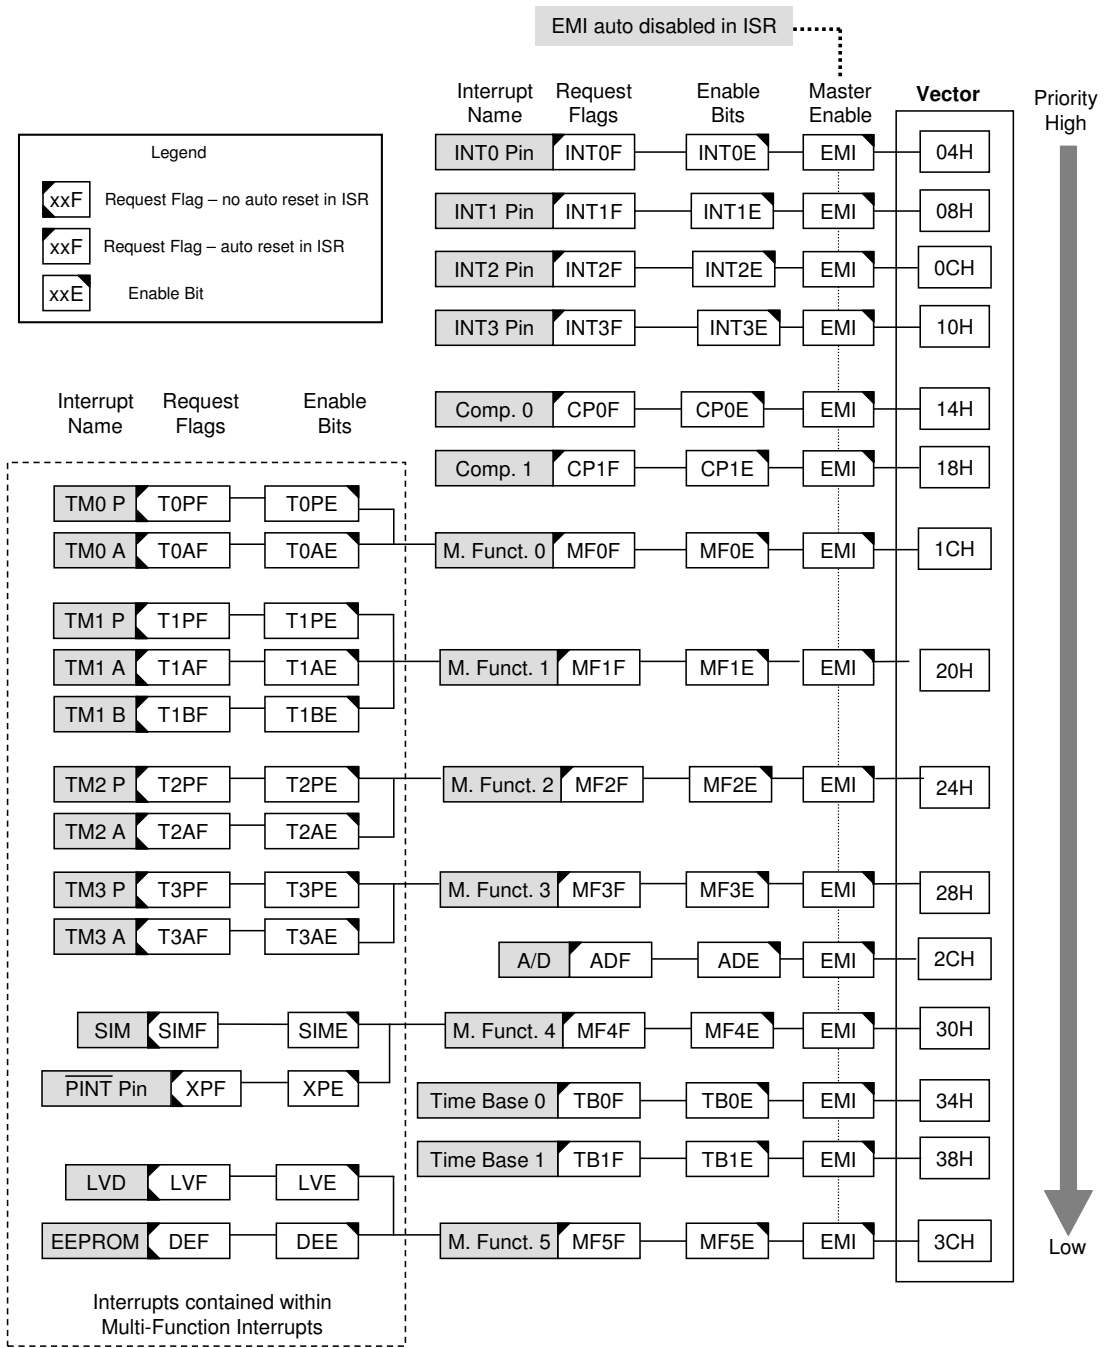 EMI auto disabled in ISR
Interrupt Name Request Flags Enable Bits Master Enable Vector Priority High
Legend
xxF Request Flag – no auto reset in ISR
xxF Request Flag – auto reset in ISR
xxE Enable Bit
INT0 Pin INT0F INT0E EMI 04H
INT1 Pin INT1F INT1E EMI 08H
INT2 Pin INT2F INT2E EMI 0CH
INT3 Pin INT3F INT3E EMI 10H
Comp. 0 CP0F CP0E EMI 14H
Comp. 1 CP1F CP1E EMI 18H
Interrupt Name Request Flags Enable Bits
TM0 P T0PF T0PE
TM0 A T0AF T0AE M. Funct. 0 MF0F MF0E EMI 1CH
TM1 P T1PF T1PE
TM1 A T1AF T1AE M. Funct. 1 MF1F MF1E EMI 20H
TM1 B T1BF T1BE
TM2 P T2PF T2PE M. Funct. 2 MF2F MF2E EMI 24H
TM2 A T2AF T2AE
TM3 P T3PF T3PE M. Funct. 3 MF3F MF3E EMI 28H
TM3 A T3AF T3AE
A/D ADF ADE EMI 2CH
SIM SIMF SIME M. Funct. 4 MF4F MF4E EMI 30H
PINT Pin XPF XPE
Time Base 0 TB0F TB0E EMI 34H
Time Base 1 TB1F TB1E EMI 38H
LVD LVF LVE
EEPROM DEF DEE M. Funct. 5 MF5F MF5E EMI 3CH
Low
Interrupts contained within
Multi-Function Interrupts